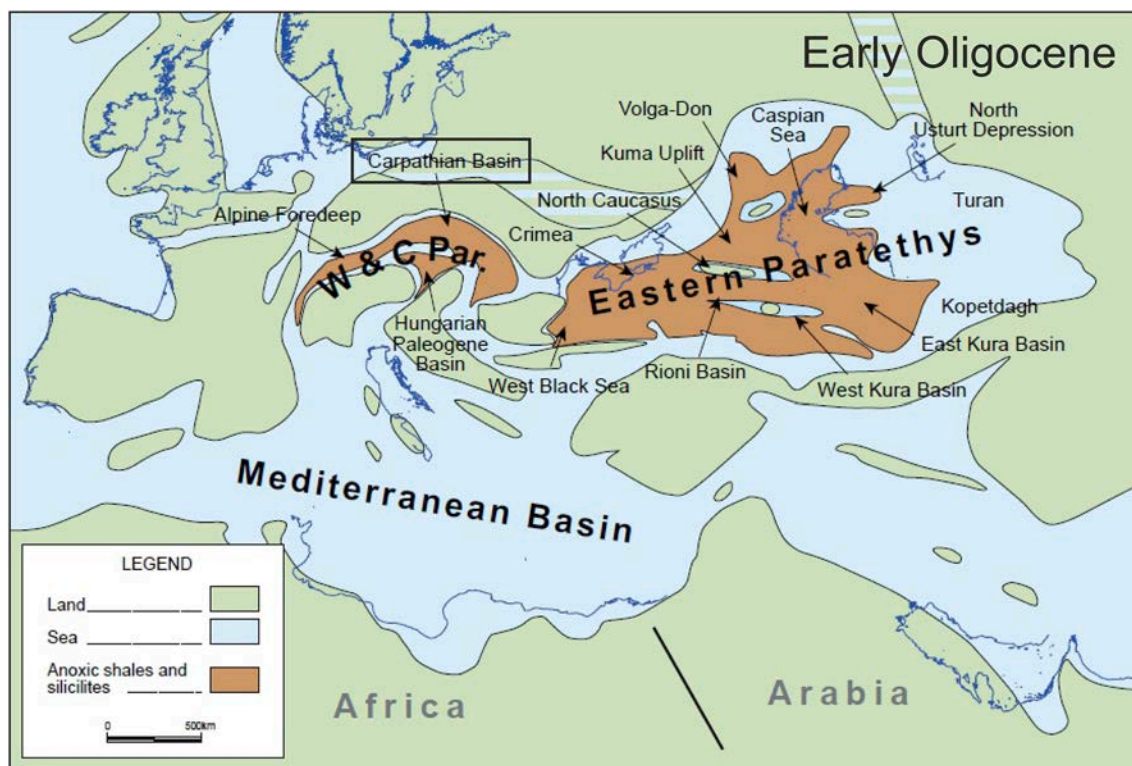 Early Oligocene
Volga-Don
Caspian
Sea
North
Usturt Depression
Carpathian Basin
Kuma Uplift
North Caucasus
Turan
Alpine Foredeep
Crimea
W & C Par.
Eastern Paratethys
Hungarian
Paleogene
Basin
Kopetdagh
East Kura Basin
West Black Sea
Rioni Basin
West Kura Basin
Mediterranean Basin
LEGEND
Land
Sea
Anoxic shales and
silicilites
0 500km
Africa
Arabia